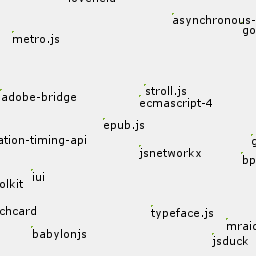 asynchronous-
go
metro.js
stroll.js
adobe-bridge
ecmascript-4
epub.js
ation-timing-api
jsnetworkx
bp
iui
olkit
chcard
typeface.js
mraid
babylonjs
jsduck